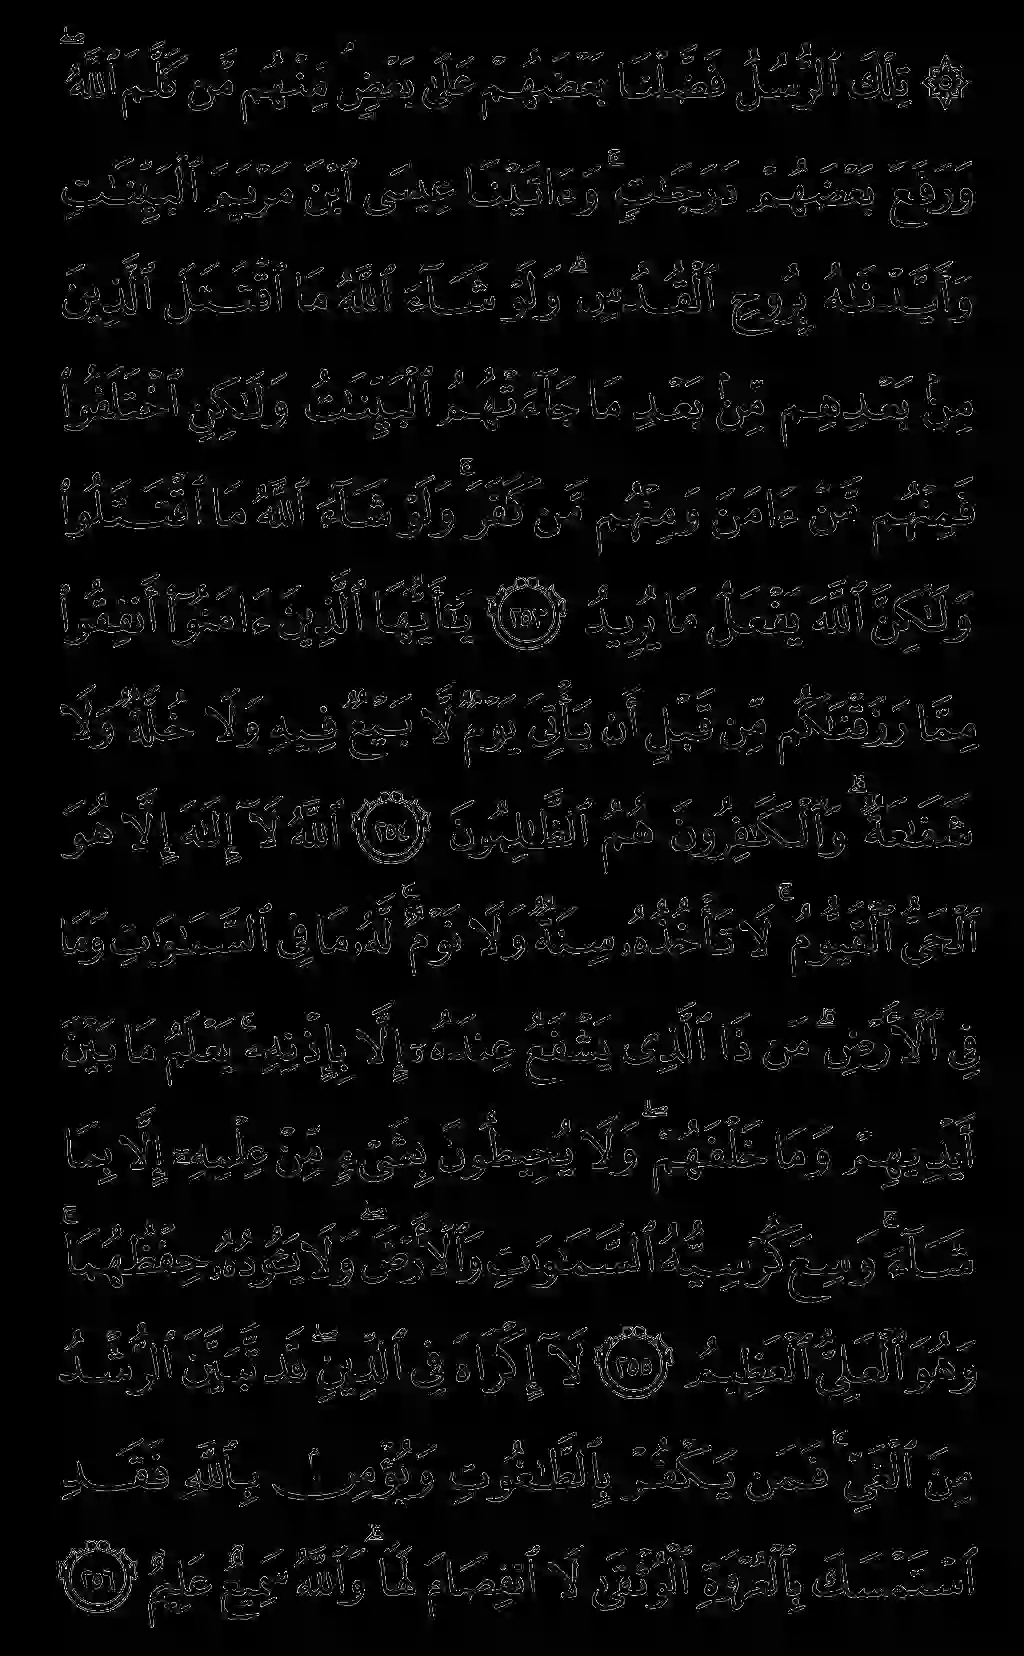 ۞ تِلْكَ ٱلرُّسُلُ فَضَّلْنَا بَعْضَهُمْ عَلَىٰ بَعْضٍ مِّنْهُم مَّن كَلَّمَ ٱللَّهُ ۖ
وَرَفَعَ بَعْضَهُمْ دَرَجَـٰتٍ ۚ وَءَاتَيْنَا عِيسَى ٱبْنَ مَرْيَمَ ٱلْبَيِّنَـٰتِ
وَأَيَّدْنَـٰهُ بِرُوحِ ٱلْقُدُسِ ۗ وَلَوْ شَآءَ ٱللَّهُ مَا ٱقْتَتَلَ ٱلَّذِينَ
مِنۢ بَعْدِهِم مِّنۢ بَعْدِ مَا جَآءَتْهُمُ ٱلْبَيِّنَـٰتُ وَلَـٰكِنِ ٱخْتَلَفُوا۟
فَمِنْهُم مَّنْ ءَامَنَ وَمِنْهُم مَّن كَفَرَ ۚ وَلَوْ شَآءَ ٱللَّهُ مَا ٱقْتَتَلُوا۟
وَلَـٰكِنَّ ٱللَّهَ يَفْعَلُ مَا يُرِيدُ ٢٥٣ يَـٰٓأَيُّهَا ٱلَّذِينَ ءَامَنُوٓا۟ أَنفِقُوا۟
مِمَّا رَزَقْنَـٰكُم مِّن قَبْلِ أَن يَأْتِىَ يَوْمٌ لَّا بَيْعٌ فِيهِ وَلَا خُلَّةٌ وَلَا
شَفَـٰعَةٌ ۗ وَٱلْكَـٰفِرُونَ هُمُ ٱلظَّـٰلِمُونَ ٢٥٤ ٱللَّهُ لَآ إِلَـٰهَ إِلَّا هُوَ
ٱلْحَىُّ ٱلْقَيُّومُ ۚ لَا تَأْخُذُهُۥ سِنَةٌ وَلَا نَوْمٌ ۚ لَّهُۥ مَا فِى ٱلسَّمَـٰوَٰتِ وَمَا
فِى ٱلْأَرْضِ ۗ مَن ذَا ٱلَّذِى يَشْفَعُ عِندَهُۥٓ إِلَّا بِإِذْنِهِۦ ۚ يَعْلَمُ مَا بَيْنَ
أَيْدِيهِمْ وَمَا خَلْفَهُمْ ۖ وَلَا يُحِيطُونَ بِشَىْءٍ مِّنْ عِلْمِهِۦٓ إِلَّا بِمَا
شَآءَ ۚ وَسِعَ كُرْسِيُّهُ ٱلسَّمَـٰوَٰتِ وَٱلْأَرْضَ ۖ وَلَا يَـُٔودُهُۥ حِفْظُهُمَا ۚ
وَهُوَ ٱلْعَلِىُّ ٱلْعَظِيمُ ٢٥٥ لَآ إِكْرَاهَ فِى ٱلدِّينِ ۖ قَد تَّبَيَّنَ ٱلرُّشْدُ
مِنَ ٱلْغَىِّ ۚ فَمَن يَكْفُرْ بِٱلطَّـٰغُوتِ وَيُؤْمِنۢ بِٱللَّهِ فَقَدِ
ٱسْتَمْسَكَ بِٱلْعُرْوَةِ ٱلْوُثْقَىٰ لَا ٱنفِصَامَ لَهَا ۗ وَٱللَّهُ سَمِيعٌ عَلِيمٌ ٢٥٦